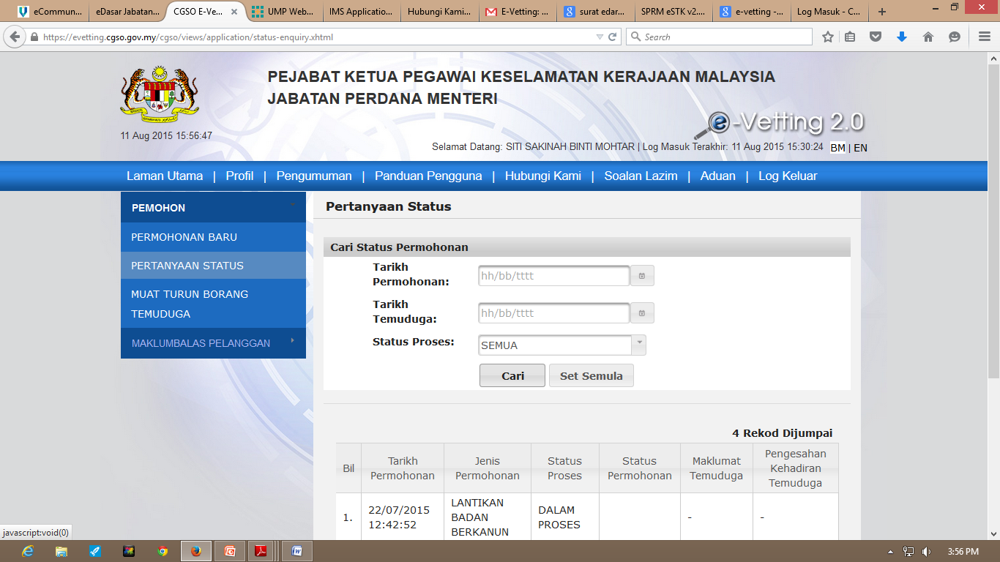 eCommun...
eDasar Jabatan...
CGSO E-Ve...
UMP Web...
IMS Applicatio...
Hubungi Kami...
E-Vetting: ...
surat edar...
SPRM eSTK v2....
e-vetting -...
Log Masuk - C...
https://evetting.cgso.gov.my/cgso/views/application/status-enquiry.xhtml
Search
PEJABAT KETUA PEGAWAI KESELAMATAN KERAJAAN MALAYSIA
JABATAN PERDANA MENTERI
e-Vetting 2.0
11 Aug 2015 15:56:47
Selamat Datang: SITI SAKINAH BINTI MOHTAR | Log Masuk Terakhir: 11 Aug 2015 15:30:24 BM | EN
Laman Utama | Profil | Pengumuman | Panduan Pengguna | Hubungi Kami | Soalan Lazim | Aduan | Log Keluar
PEMOHON
PERMOHONAN BARU
PERTANYAAN STATUS
MUAT TURUN BORANG
TEMUDUGA
MAKLUMBALAS PELANGGAN
Pertanyaan Status
Cari Status Permohonan
Tarikh
Permohonan:
hh/bb/tttt
Tarikh
Temuduga:
hh/bb/tttt
Status Proses:
SEMUA
Cari
Set Semula
4 Rekod Dijumpai
Bil
Tarikh
Permohonan
Jenis
Permohonan
Status
Proses
Status
Permohonan
Maklumat
Temuduga
Pengesahan
Kehadiran
Temuduga
1.
22/07/2015
12:42:52
LANTIKAN
BADAN
BERKANUN
DALAM
PROSES
-
-
javascript:void(0)
3:56 PM